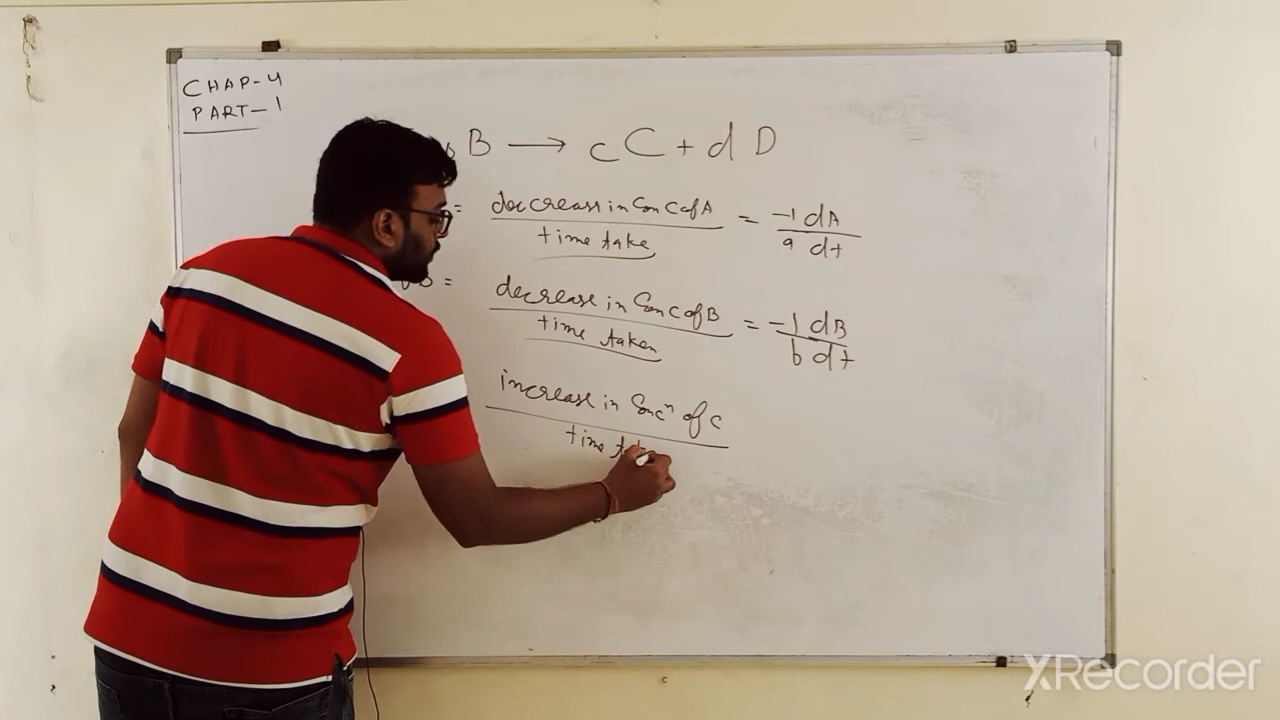 CHAP-4
PART-1
B → cC + dD
= decrease in Conc of A / time take = -1 dA / a dt
= decrease in Conc of B / time taken = -1 dB / b dt
increase in Concⁿ of C / time
XRecorder